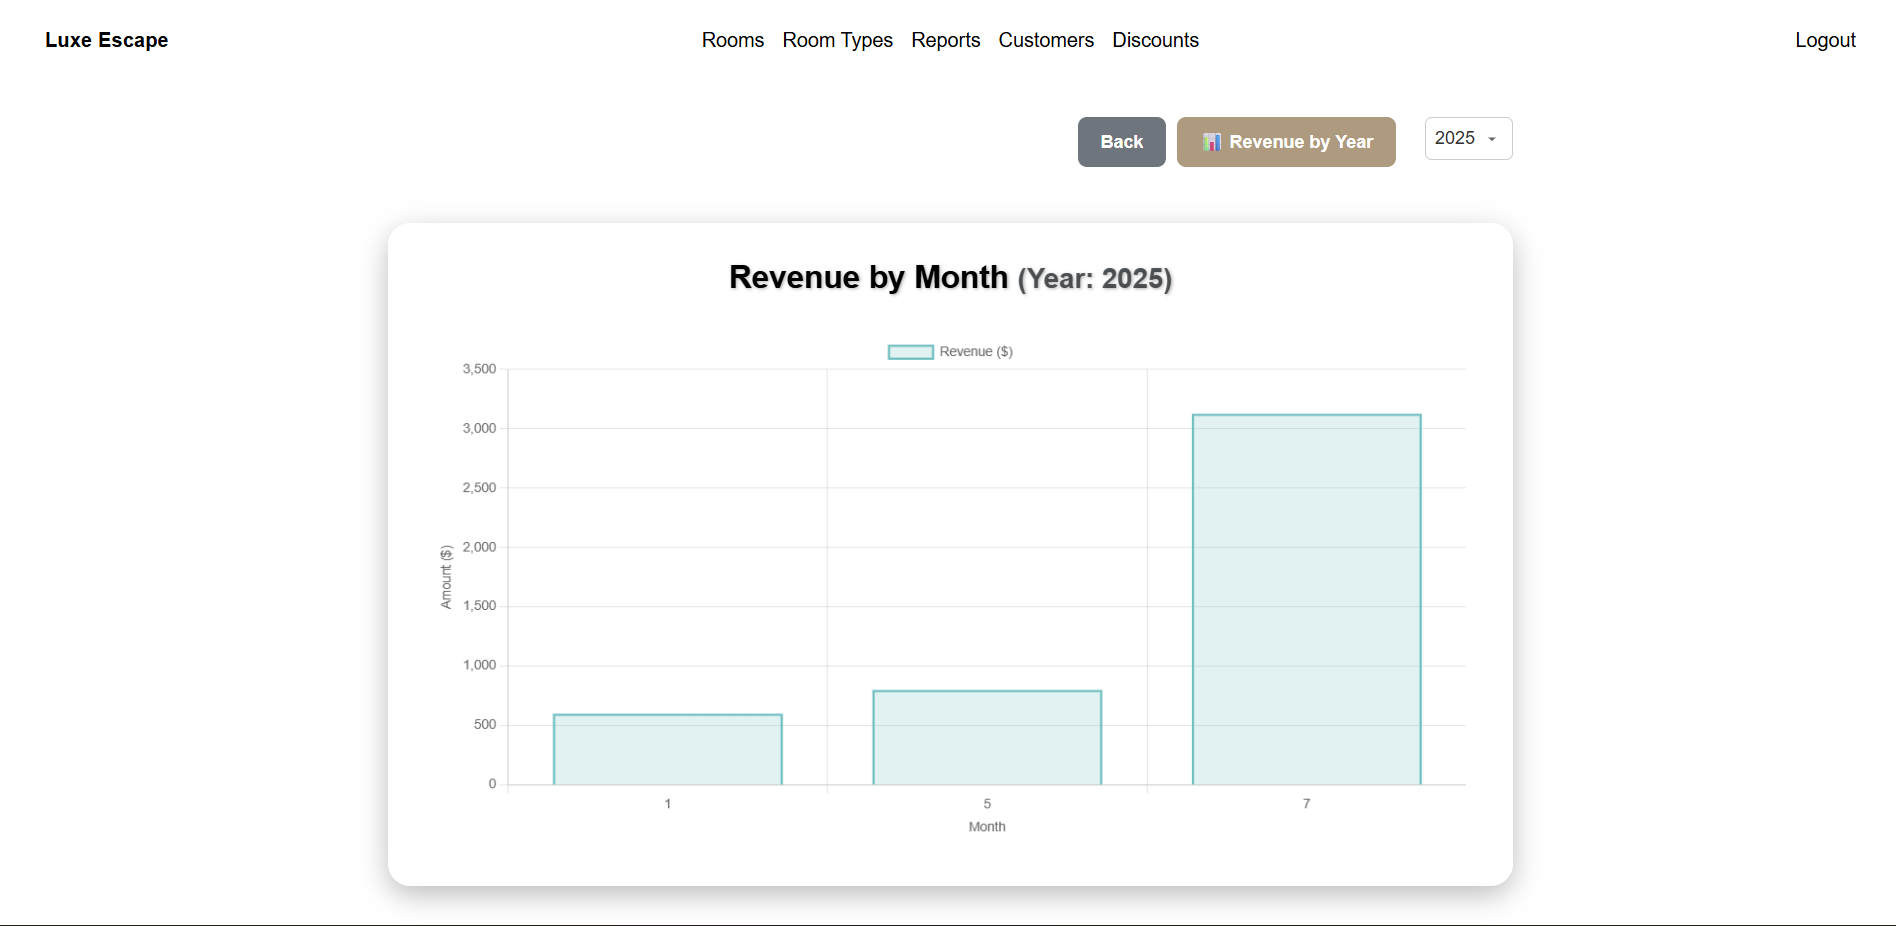 Luxe Escape
Rooms Room Types Reports Customers Discounts
Logout
Back
📊 Revenue by Year
2025
Revenue by Month (Year: 2025)
Revenue ($)
3,500
3,000
2,500
2,000
1,500
1,000
500
0
Amount ($)
1 5 7
Month